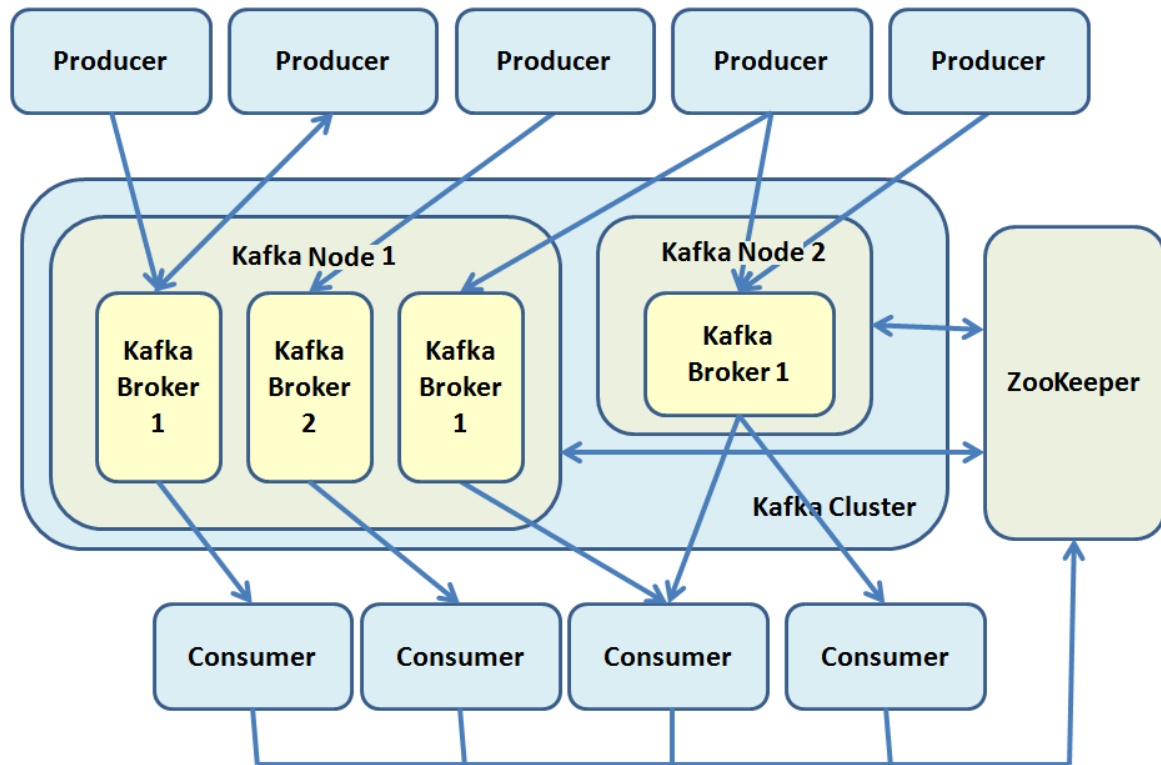 Producer
Producer
Producer
Producer
Producer
Kafka Node 1
Kafka Node 2
Kafka
Broker
1
Kafka
Broker
2
Kafka
Broker
1
Kafka
Broker 1
ZooKeeper
Kafka Cluster
Consumer
Consumer
Consumer
Consumer